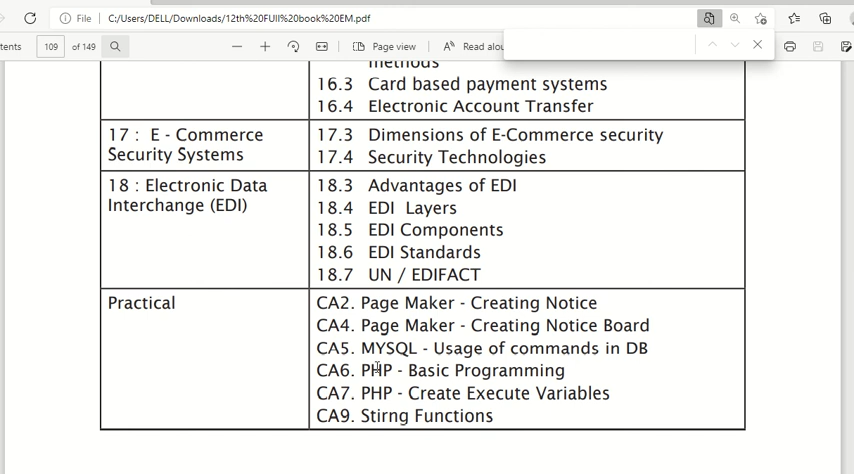 File C:/Users/DELL/Downloads/12th%20FUll%20book%20EM.pdf
tents 109 of 149 Page view Read alou
methods
16.3 Card based payment systems
16.4 Electronic Account Transfer
17 : E - Commerce
Security Systems
17.3 Dimensions of E-Commerce security
17.4 Security Technologies
18 : Electronic Data
Interchange (EDI)
18.3 Advantages of EDI
18.4 EDI Layers
18.5 EDI Components
18.6 EDI Standards
18.7 UN / EDIFACT
Practical
CA2. Page Maker - Creating Notice
CA4. Page Maker - Creating Notice Board
CA5. MYSQL - Usage of commands in DB
CA6. PHP - Basic Programming
CA7. PHP - Create Execute Variables
CA9. Stirng Functions